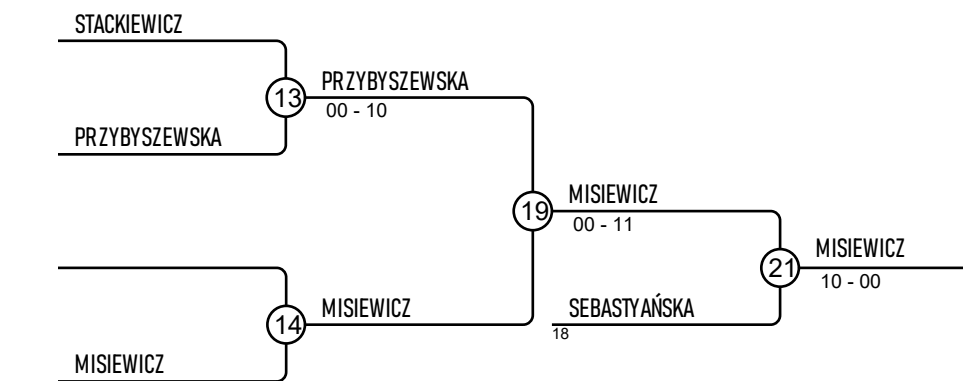 STACKIEWICZ
13
PRZYBYSZEWSKA
00 - 10
PRZYBYSZEWSKA
19
MISIEWICZ
00 - 11
21
MISIEWICZ
10 - 00
14
MISIEWICZ
SEBASTYAŃSKA
18
MISIEWICZ